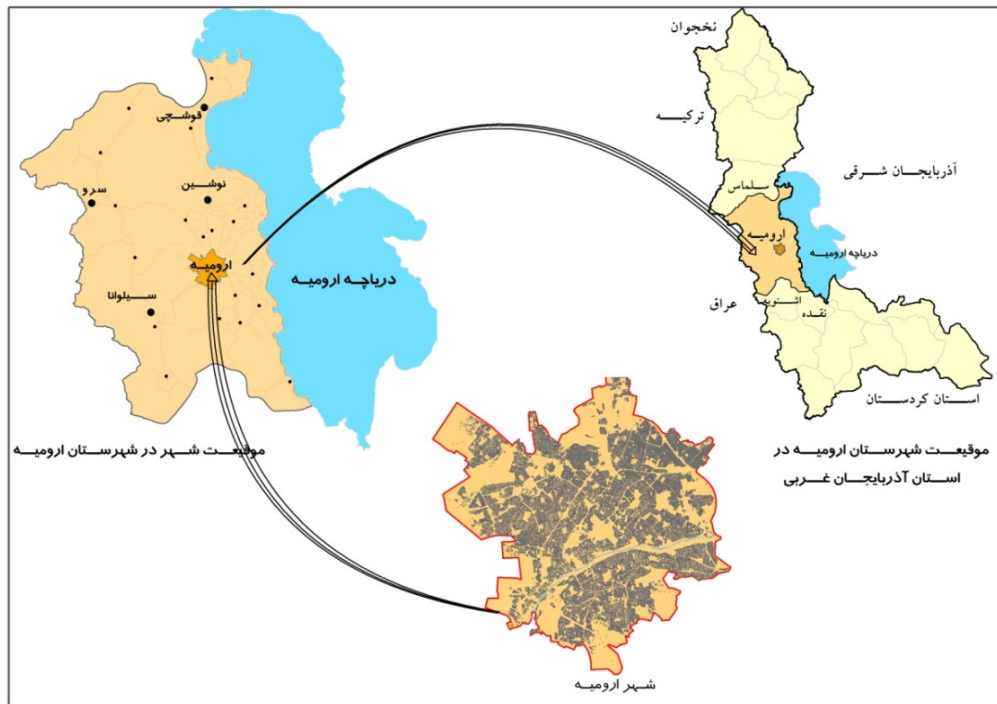 نخجوان
ترکیه
آذربایجان شرقی
سلماس
ارومیه
دریاچه ارومیه
عراق
اشنویه
نقده
استان کردستان
موقیعت شهرستان ارومیه در
استان آذربایجان غربی
قوشچی
نوشین
سرو
ارومیه
سیلوانا
دریاچه ارومیه
موقیعت شهر در شهرستان ارومیه
شهر ارومیه